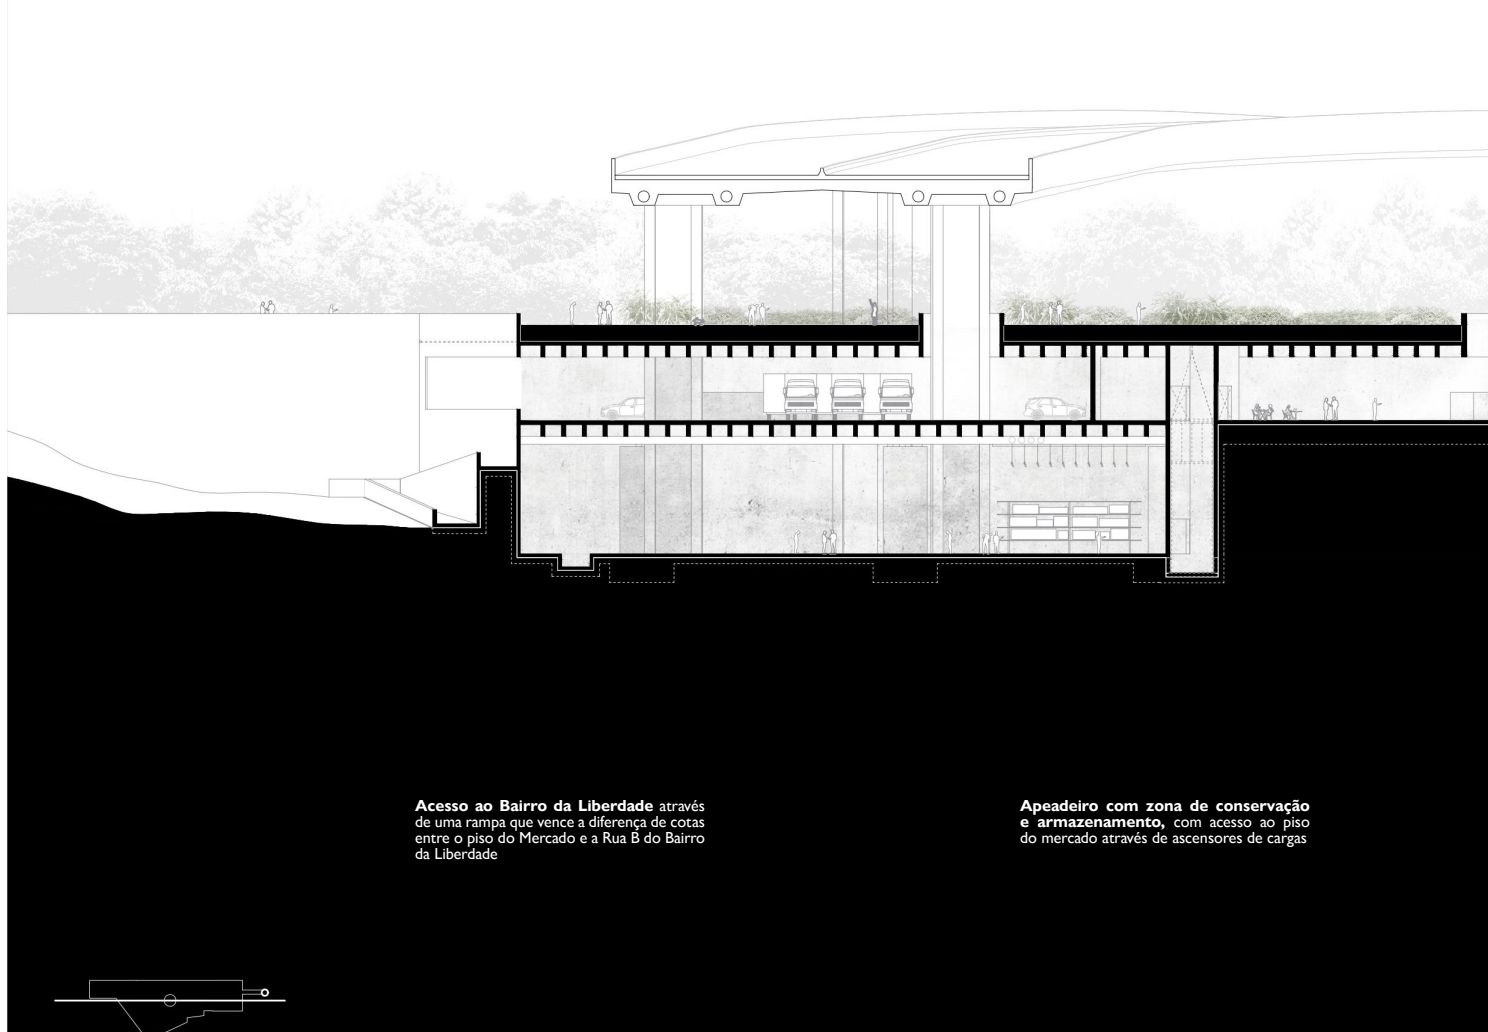 Acesso ao Bairro da Liberdade através
de uma rampa que vence a diferença de cotas
entre o piso do Mercado e a Rua B do Bairro
da Liberdade
Apeadeiro com zona de conservação
e armazenamento, com acesso ao piso
do mercado através de ascensores de cargas